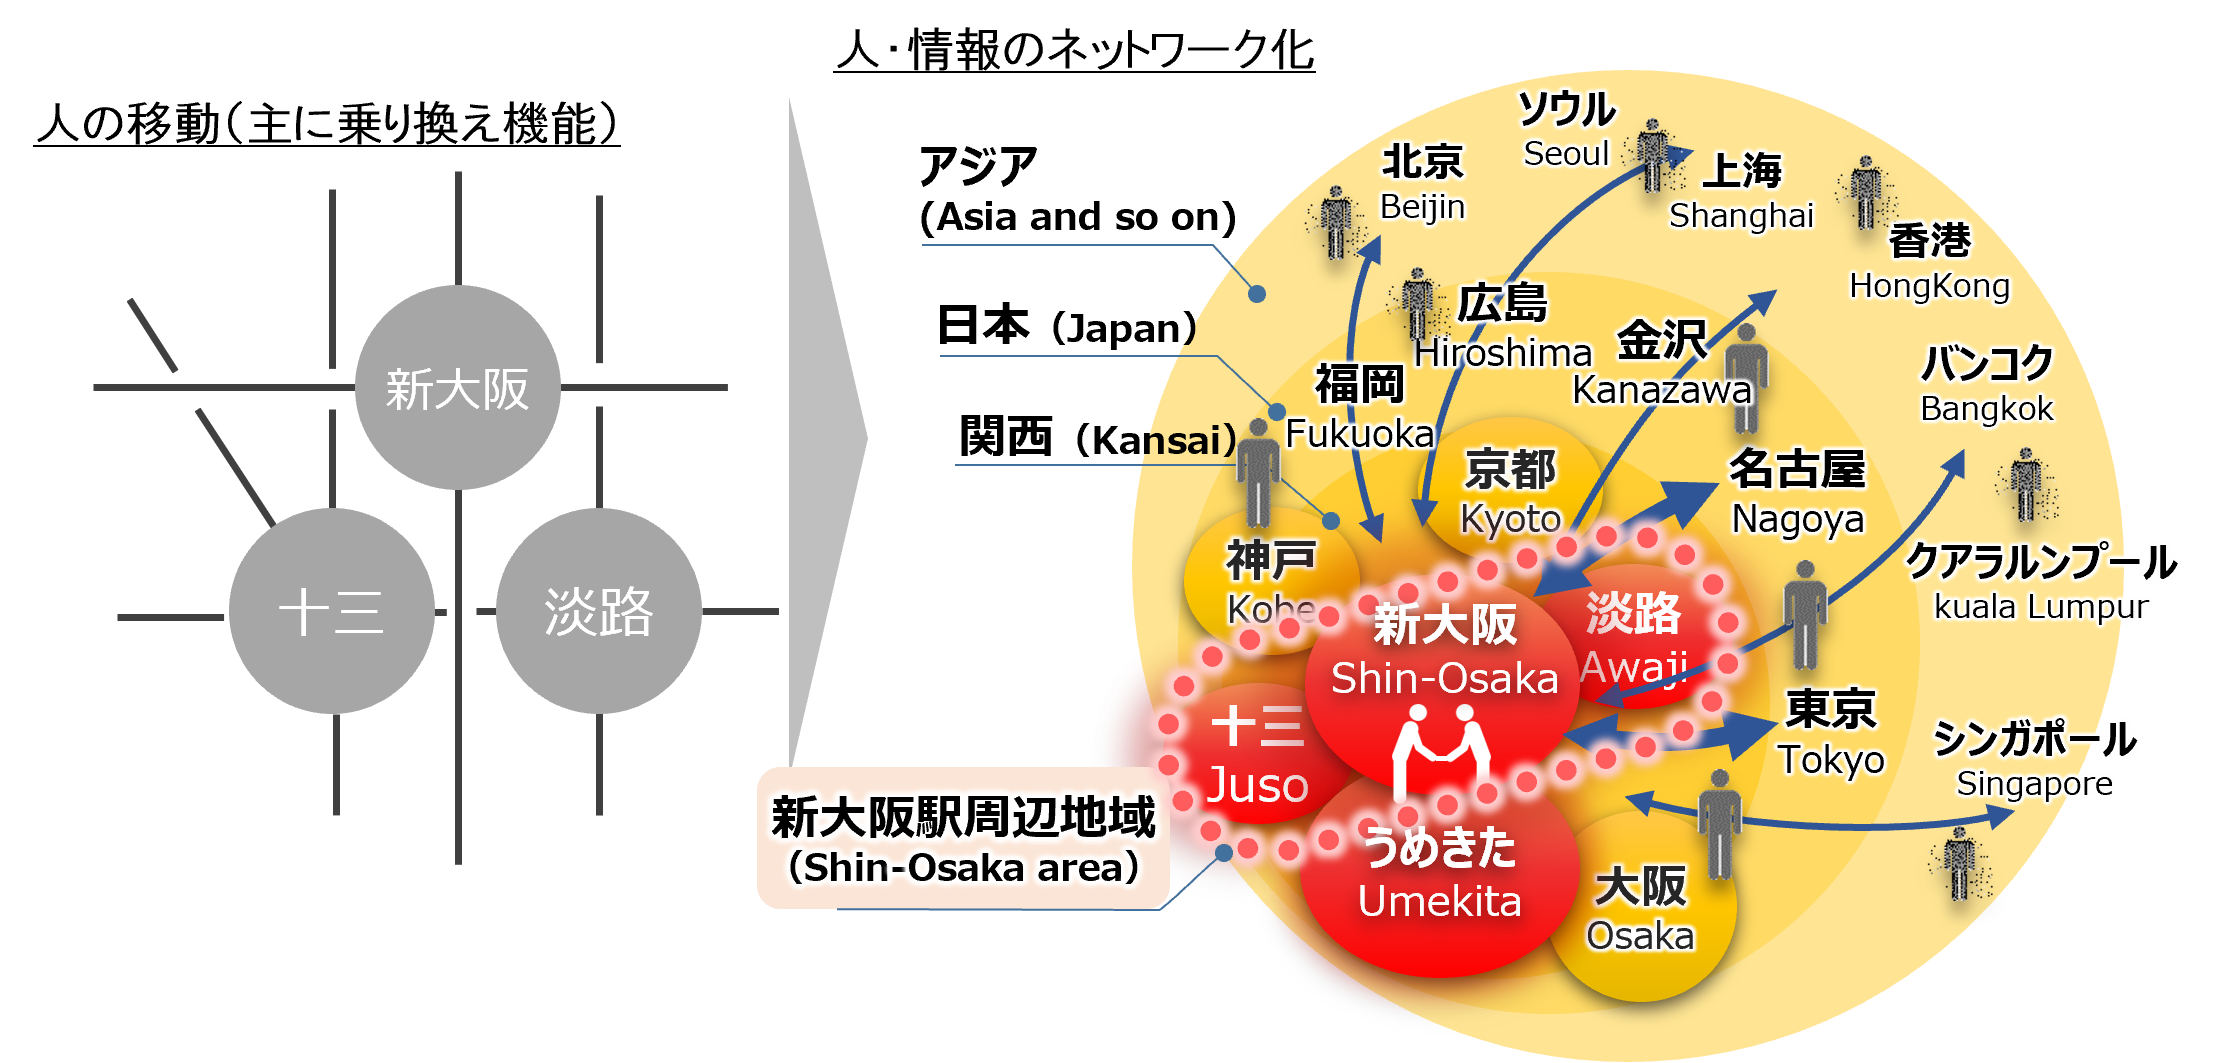 人・情報のネットワーク化
人の移動（主に乗り換え機能）
新大阪
十三
淡路
アジア
(Asia and so on)
日本（Japan）
関西（Kansai）
新大阪駅周辺地域
（Shin-Osaka area）
ソウル
Seoul
北京
Beijin
上海
Shanghai
香港
HongKong
広島
Hiroshima
金沢
Kanazawa
福岡
Fukuoka
バンコク
Bangkok
京都
Kyoto
名古屋
Nagoya
神戸
Kobe
クアラルンプール
kuala Lumpur
新大阪
Shin-Osaka
淡路
Awaji
十三
Juso
東京
Tokyo
シンガポール
Singapore
うめきた
Umekita
大阪
Osaka